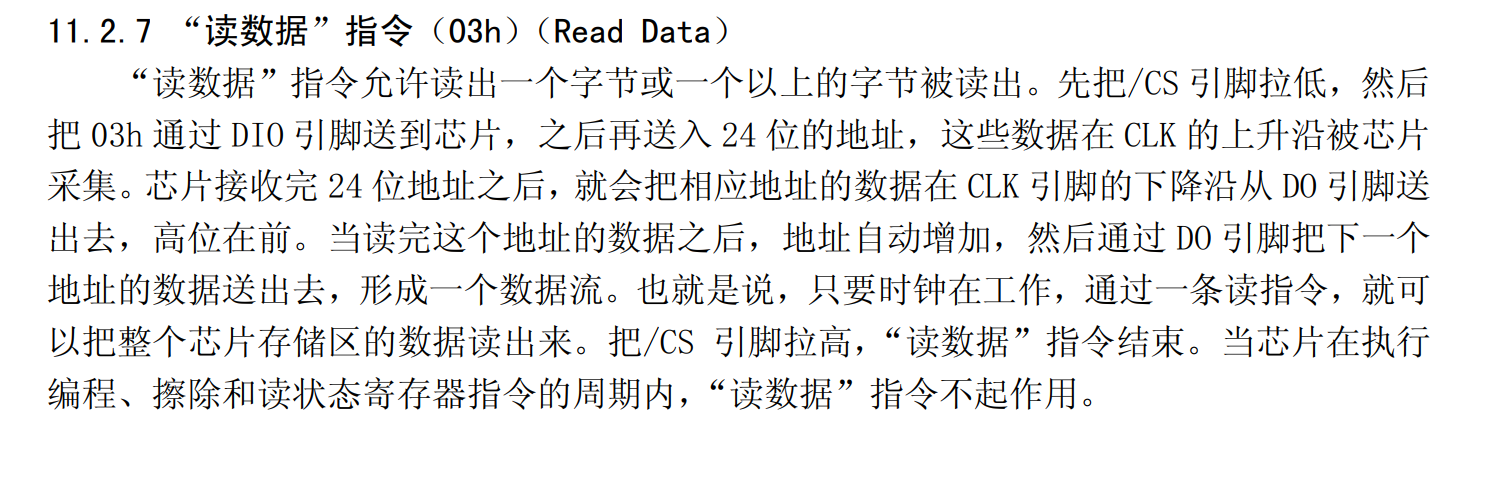 11.2.7 “读数据”指令（03h）（Read Data）
“读数据”指令允许读出一个字节或一个以上的字节被读出。先把/CS 引脚拉低，然后
把 03h 通过 DIO 引脚送到芯片，之后再送入 24 位的地址，这些数据在 CLK 的上升沿被芯片
采集。芯片接收完 24 位地址之后，就会把相应地址的数据在 CLK 引脚的下降沿从 DO 引脚送
出去，高位在前。当读完这个地址的数据之后，地址自动增加，然后通过 DO 引脚把下一个
地址的数据送出去，形成一个数据流。也就是说，只要时钟在工作，通过一条读指令，就可
以把整个芯片存储区的数据读出来。把/CS 引脚拉高，“读数据”指令结束。当芯片在执行
编程、擦除和读状态寄存器指令的周期内，“读数据”指令不起作用。